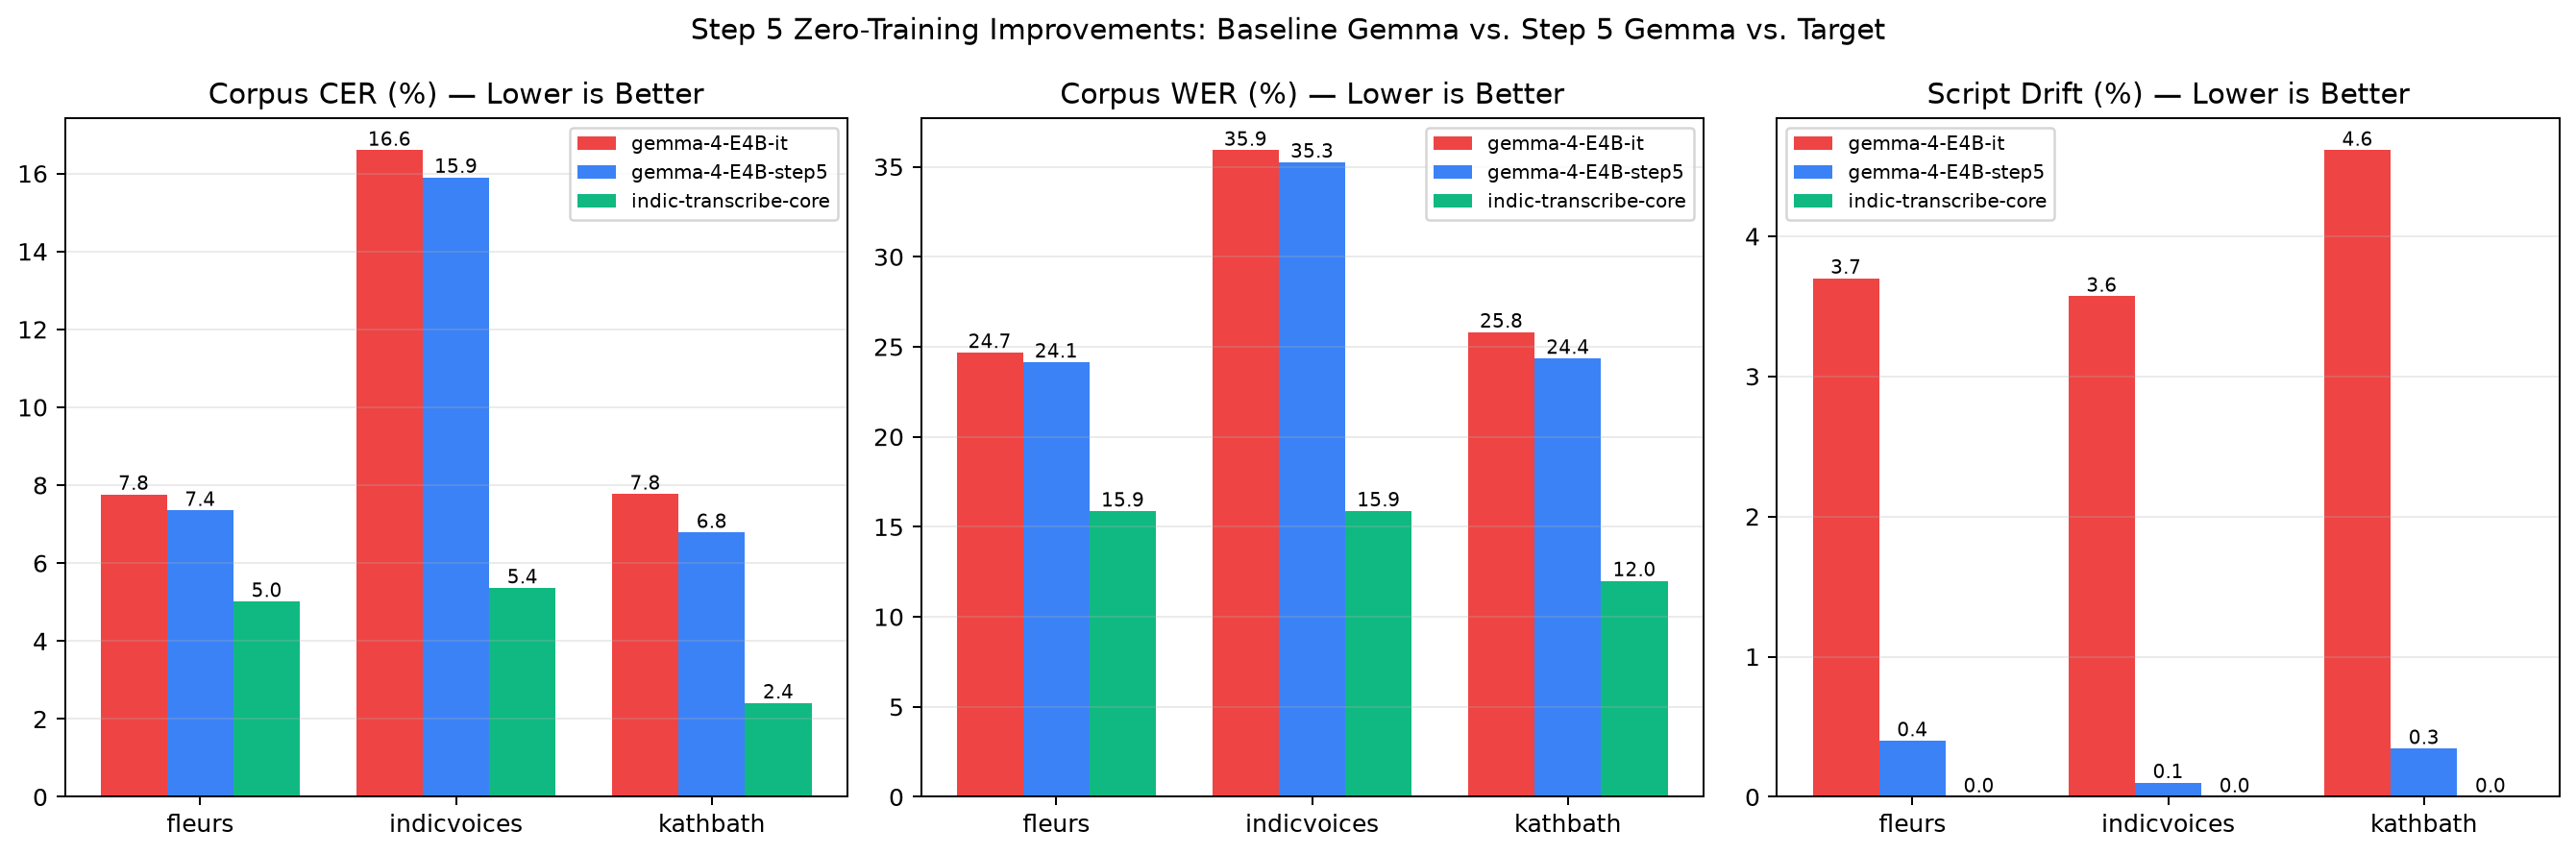 Step 5 Zero-Training Improvements: Baseline Gemma vs. Step 5 Gemma vs. Target
Corpus CER (%) — Lower is Better
16.6
15.9
7.8
7.4
5.0
5.4
7.8
6.8
2.4
gemma-4-E4B-it
gemma-4-E4B-step5
indic-transcribe-core
16
14
12
10
8
6
4
2
0
fleurs
indicvoices
kathbath
Corpus WER (%) — Lower is Better
24.7
24.1
15.9
35.9
35.3
15.9
25.8
24.4
12.0
gemma-4-E4B-it
gemma-4-E4B-step5
indic-transcribe-core
35
30
25
20
15
10
5
0
fleurs
indicvoices
kathbath
Script Drift (%) — Lower is Better
gemma-4-E4B-it
gemma-4-E4B-step5
indic-transcribe-core
3.7
0.4
0.0
3.6
0.1
0.0
4.6
0.3
0.0
4
3
2
1
0
fleurs
indicvoices
kathbath